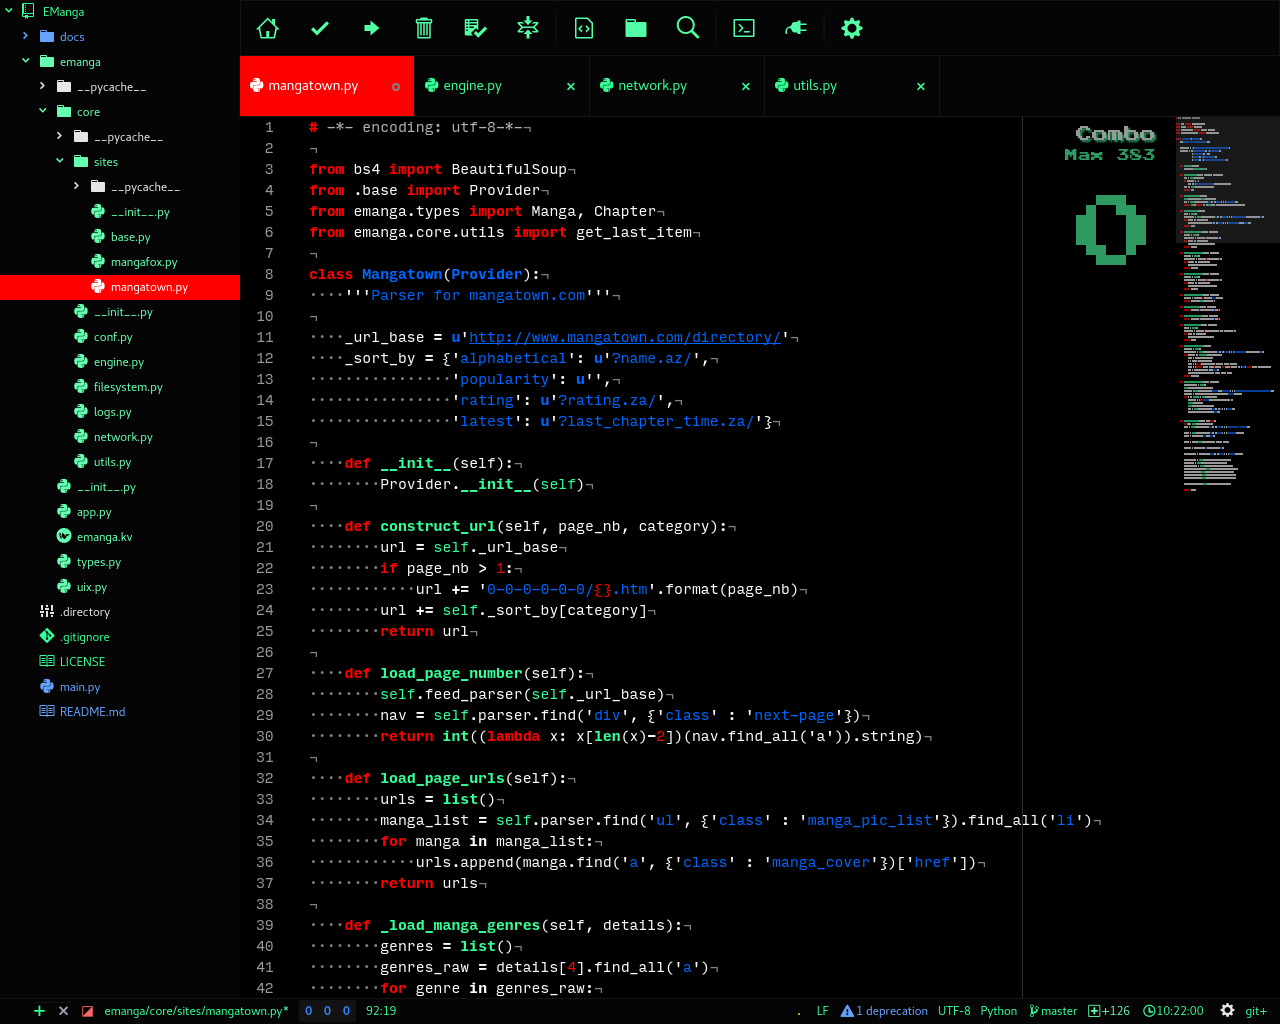 EManga
docs
emanga
__pycache__
core
__pycache__
sites
__pycache__
__init__.py
base.py
mangafox.py
mangatown.py
__init__.py
conf.py
engine.py
filesystem.py
logs.py
network.py
utils.py
__init__.py
app.py
emanga.kv
types.py
uix.py
.directory
.gitignore
LICENSE
main.py
README.md
mangatown.py engine.py × network.py × utils.py ×
1 # -*- encoding: utf-8-*-¬
2 ¬
3 from bs4 import BeautifulSoup¬
4 from .base import Provider¬
5 from emanga.types import Manga, Chapter¬
6 from emanga.core.utils import get_last_item¬
7 ¬
8 class Mangatown(Provider):¬
9 ····'''Parser for mangatown.com'''¬
10 ¬
11 ····_url_base = u'http://www.mangatown.com/directory/'¬
12 ····_sort_by = {'alphabetical': u'?name.az/',¬
13 ················'popularity': u'',¬
14 ················'rating': u'?rating.za/',¬
15 ················'latest': u'?last_chapter_time.za/'}¬
16 ¬
17 ····def __init__(self):¬
18 ········Provider.__init__(self)¬
19 ¬
20 ····def construct_url(self, page_nb, category):¬
21 ········url = self._url_base¬
22 ········if page_nb > 1:¬
23 ············url += '0-0-0-0-0-0/{}.htm'.format(page_nb)¬
24 ········url += self._sort_by[category]¬
25 ········return url¬
26 ¬
27 ····def load_page_number(self):¬
28 ········self.feed_parser(self._url_base)¬
29 ········nav = self.parser.find('div', {'class' : 'next-page'})¬
30 ········return int((lambda x: x[len(x)-2])(nav.find_all('a')).string)¬
31 ¬
32 ····def load_page_urls(self):¬
33 ········urls = list()¬
34 ········manga_list = self.parser.find('ul', {'class' : 'manga_pic_list'}).find_all('li')¬
35 ········for manga in manga_list:¬
36 ············urls.append(manga.find('a', {'class' : 'manga_cover'})['href'])¬
37 ········return urls¬
38 ¬
39 ····def _load_manga_genres(self, details):¬
40 ········genres = list()¬
41 ········genres_raw = details[4].find_all('a')¬
42 ········for genre in genres_raw:¬
Combo
Max 383
0
+ × emanga/core/sites/mangatown.py* 0 0 0 92:19 . LF 1 deprecation UTF-8 Python master +126 10:22:00 git+